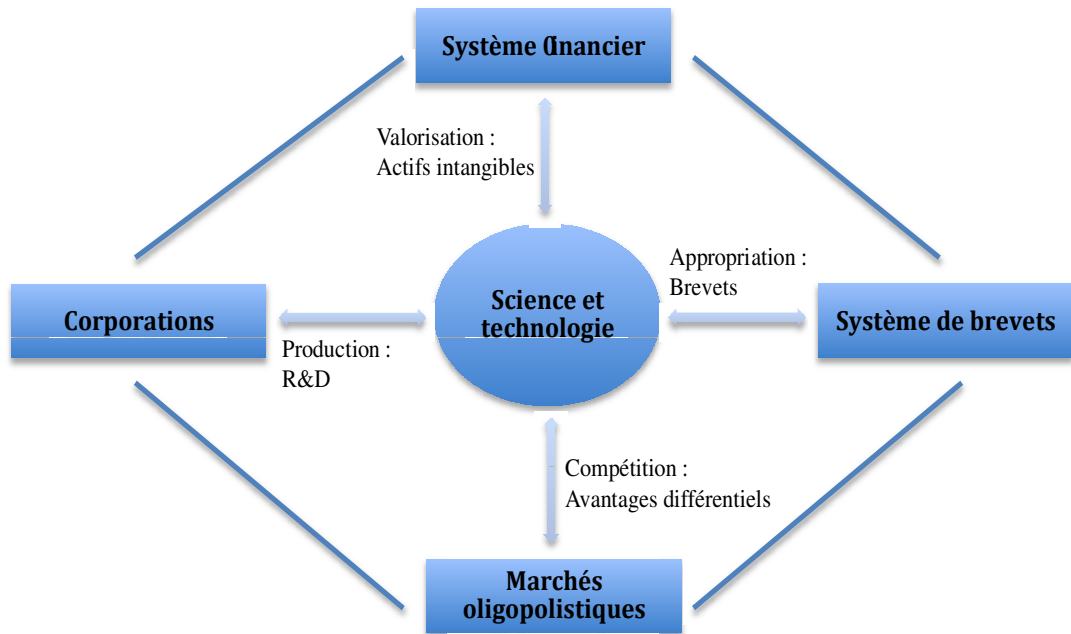 Système financier
Valorisation :
Actifs intangibles
Appropriation :
Brevets
Science et
technologie
Corporations
Système de brevets
Production :
R&D
Compétition :
Avantages différentiels
Marchés
oligopolistiques